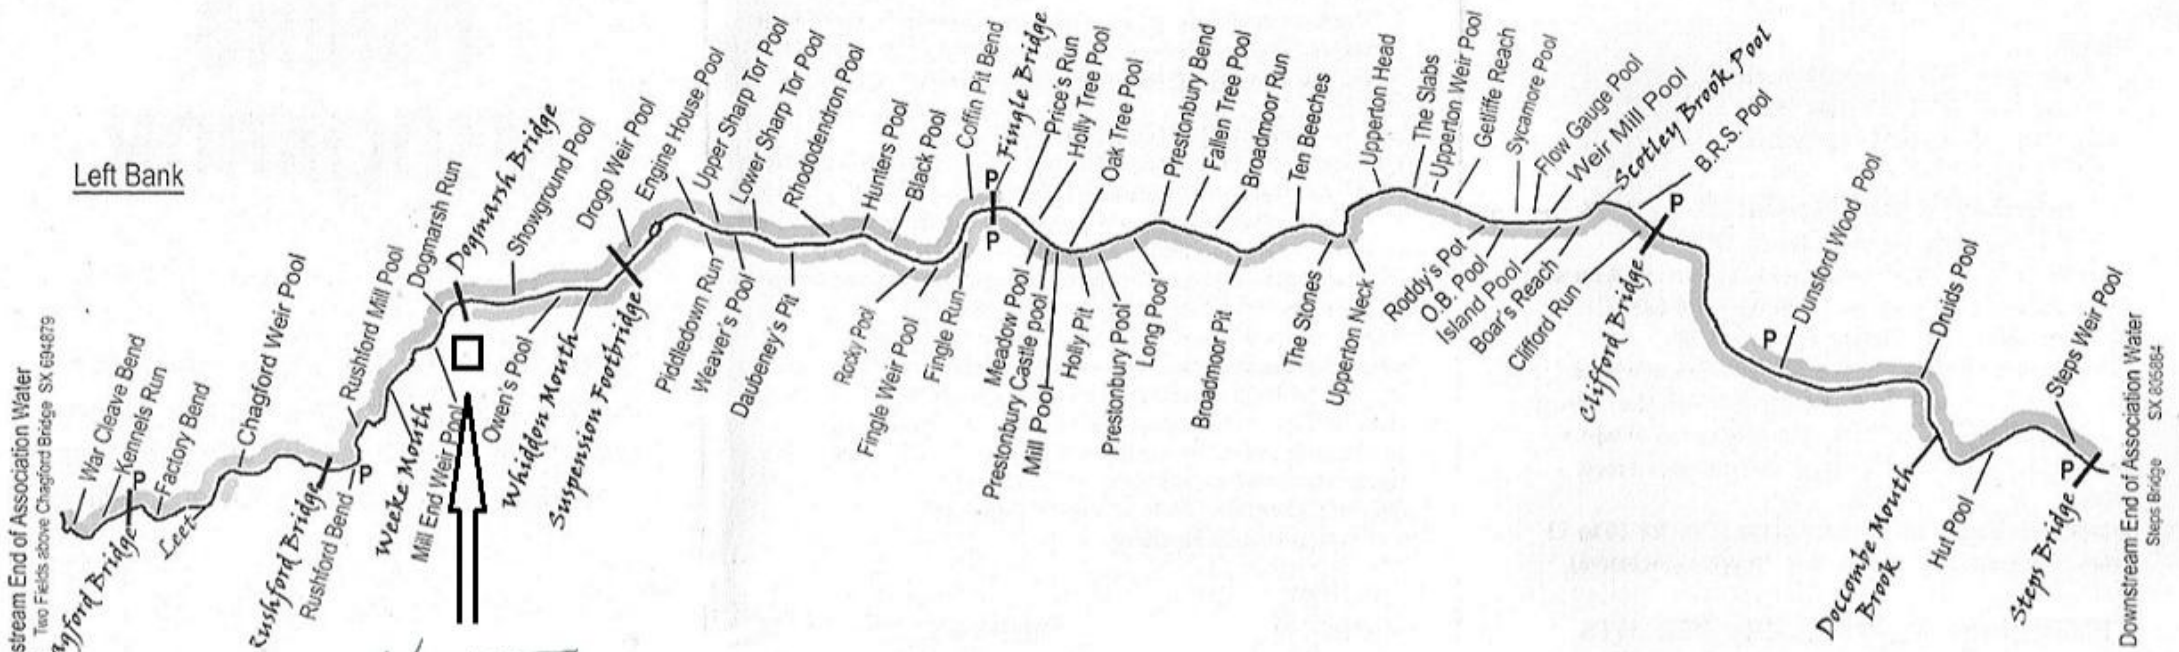 Left Bank
stream End of Association Water
Two Fields above Chagford Bridge SX 694879
War Cleave Bend
Kennels Run
P
Factory Bend
Leet
Chagford Weir Pool
Rushford Bridge
Rushford Bend
P
Rushford Mill Pool
Weeke Mouth
Mill End Weir Pool
Dogmarsh Run
Dogmarsh Bridge
Showground Pool
Owen's Pool
Whiddon Mouth
Suspension Footbridge
Drogo Weir Pool
Engine House Pool
Upper Sharp Tor Pool
Piddledown Run
Lower Sharp Tor Pool
Weaver's Pool
Daubeney's Pit
Rhododendron Pool
Hunters Pool
Black Pool
Rocky Pool
Fingle Weir Pool
Fingle Run
Coffin Pit Bend
P
Fingle Bridge
P
Price's Run
Holly Tree Pool
Meadow Pool
Prestonbury Castle pool
Mill Pool
Oak Tree Pool
Holly Pit
Prestonbury Pool
Long Pool
Prestonbury Bend
Fallen Tree Pool
Broadmoor Run
Broadmoor Pit
Ten Beeches
The Stones
Upperton Neck
Upperton Head
The Slabs
Upperton Weir Pool
Getliffe Reach
Roddy's Pot
O.B. Pool
Sycamore Pool
Flow Gauge Pool
Weir Mill Pool
Island Pool
Boar's Reach
Scotley Brook Pool
B.R.S. Pool
Clifford Run
Clifford Bridge
P
P
Dunsford Wood Pool
Druids Pool
Doccombe Mouth
Brook
Hut Pool
Steps Weir Pool
P
Steps Bridge
Downstream End of Association Water
Steps Bridge SX 805884